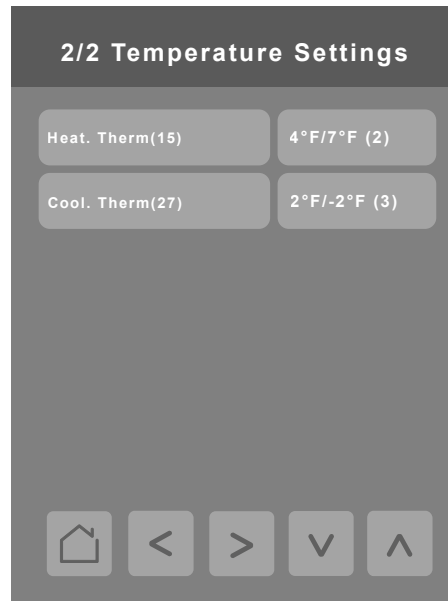 2/2 Temperature Settings
Heat. Therm(15) 4°F/7°F (2)
Cool. Therm(27) 2°F/-2°F (3)